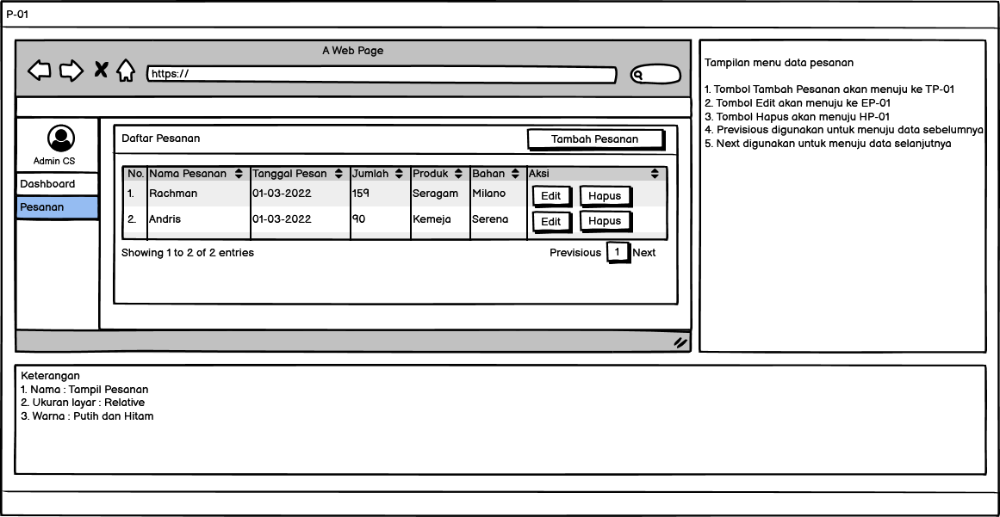 P-01
A Web Page
https://
Admin CS
Dashboard
Pesanan
Daftar Pesanan
Tambah Pesanan
No. Nama Pesanan Tanggal Pesan Jumlah Produk Bahan Aksi
1. Rachman 01-03-2022 159 Seragam Milano Edit Hapus
2. Andris 01-03-2022 90 Kemeja Serena Edit Hapus
Showing 1 to 2 of 2 entries
Previsious 1 Next
Tampilan menu data pesanan
1. Tombol Tambah Pesanan akan menuju ke TP-01
2. Tombol Edit akan menuju ke EP-01
3. Tombol Hapus akan menuju HP-01
4. Previsious digunakan untuk menuju data sebelumnya
5. Next digunakan untuk menuju data selanjutnya
Keterangan
1. Nama : Tampil Pesanan
2. Ukuran layar : Relative
3. Warna : Putih dan Hitam